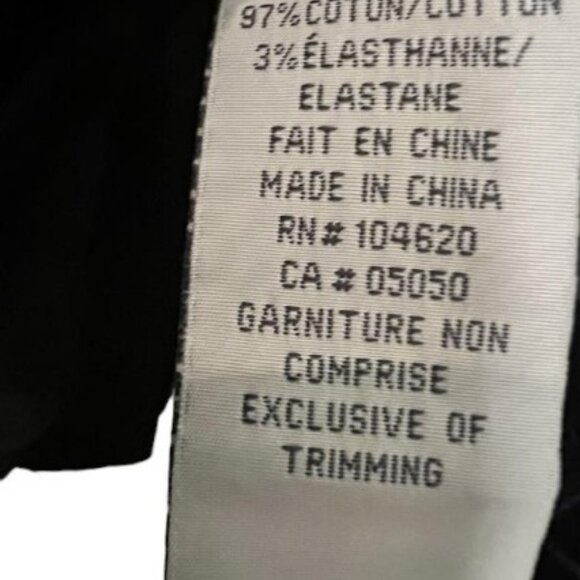 97%COTON/COTTON
3%ÉLASTHANNE/
ELASTANE
FAIT EN CHINE
MADE IN CHINA
RN# 104620
CA # 05050
GARNITURE NON
COMPRISE
EXCLUSIVE OF
TRIMMING